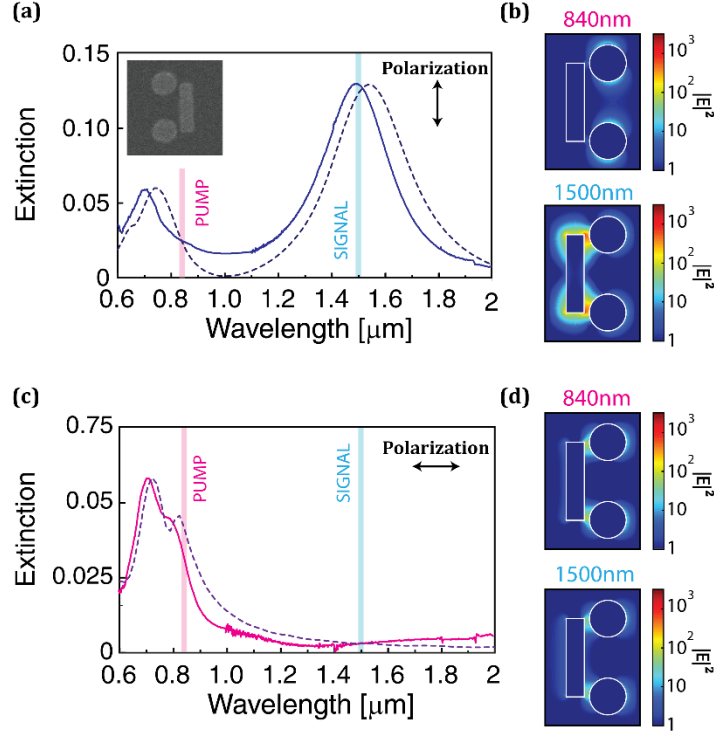 (a)
0.15
0.10
0.05
0
Extinction
Polarization
PUMP
SIGNAL
0.6 0.8 1.0 1.2 1.4 1.6 1.8 2
Wavelength [μm]
(b)
840nm
10³
10²
10
1
|E|²
1500nm
10³
10²
10
1
|E|²
(c)
0.75
0.05
0.025
0
Extinction
Polarization
PUMP
SIGNAL
0.6 0.8 1.0 1.2 1.4 1.6 1.8 2
Wavelength [μm]
(d)
840nm
10³
10²
10
1
|E|²
1500nm
10³
10²
10
1
|E|²